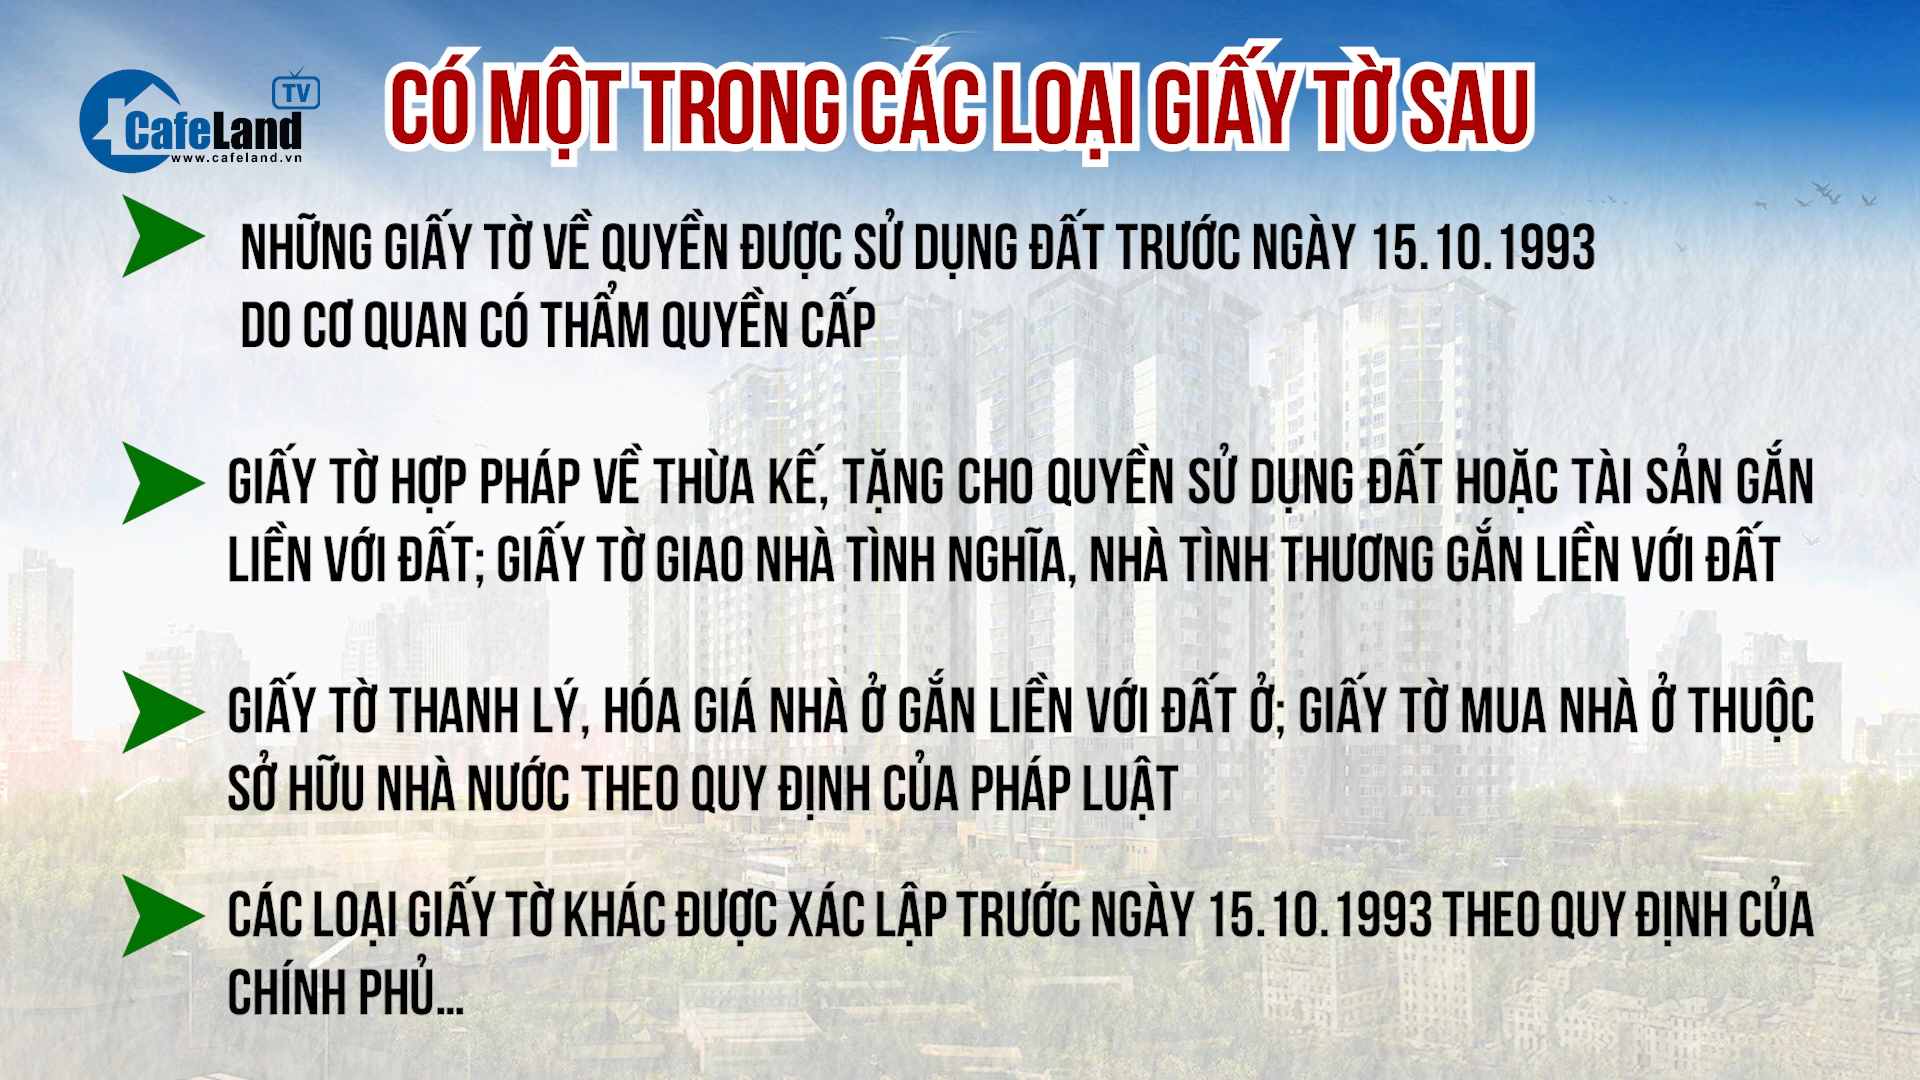 CÓ MỘT TRONG CÁC LOẠI GIẤY TỜ SAU
TV
CafeLand
www.cafeland.vn
NHỮNG GIẤY TỜ VỀ QUYỀN ĐƯỢC SỬ DỤNG ĐẤT TRƯỚC NGÀY 15.10.1993
DO CƠ QUAN CÓ THẨM QUYỀN CẤP
GIẤY TỜ HỢP PHÁP VỀ THỪA KẾ, TẶNG CHO QUYỀN SỬ DỤNG ĐẤT HOẶC TÀI SẢN GẮN
LIỀN VỚI ĐẤT; GIẤY TỜ GIAO NHÀ TÌNH NGHĨA, NHÀ TÌNH THƯƠNG GẮN LIỀN VỚI ĐẤT
GIẤY TỜ THANH LÝ, HÓA GIÁ NHÀ Ở GẮN LIỀN VỚI ĐẤT Ở; GIẤY TỜ MUA NHÀ Ở THUỘC
SỞ HỮU NHÀ NƯỚC THEO QUY ĐỊNH CỦA PHÁP LUẬT
CÁC LOẠI GIẤY TỜ KHÁC ĐƯỢC XÁC LẬP TRƯỚC NGÀY 15.10.1993 THEO QUY ĐỊNH CỦA
CHÍNH PHỦ...